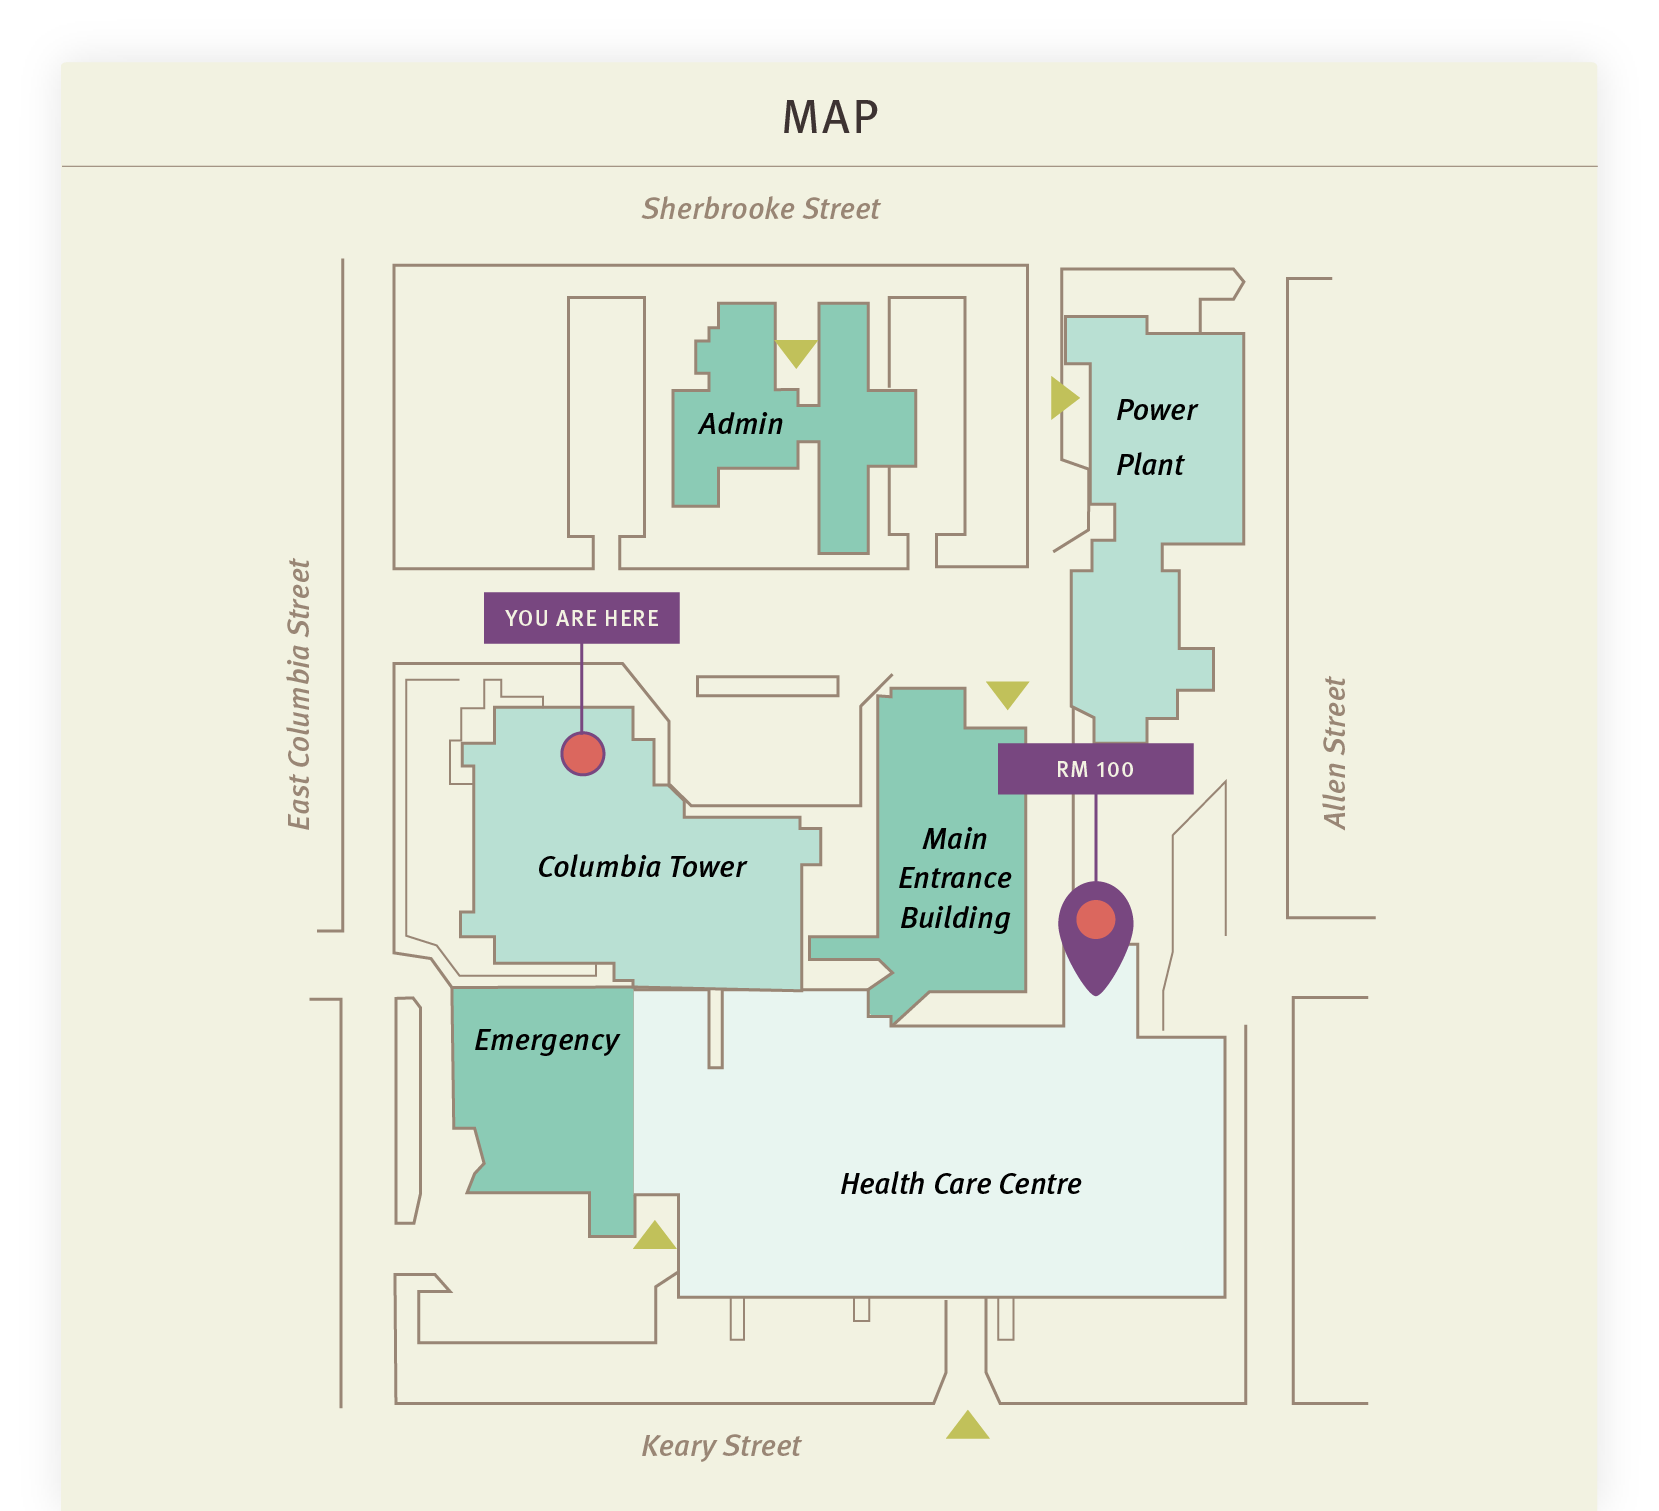 MAP
Sherbrooke Street
Admin
Power
Plant
East Columbia Street
YOU ARE HERE
Allen Street
RM 100
Columbia Tower
Main
Entrance
Building
Emergency
Health Care Centre
Keary Street